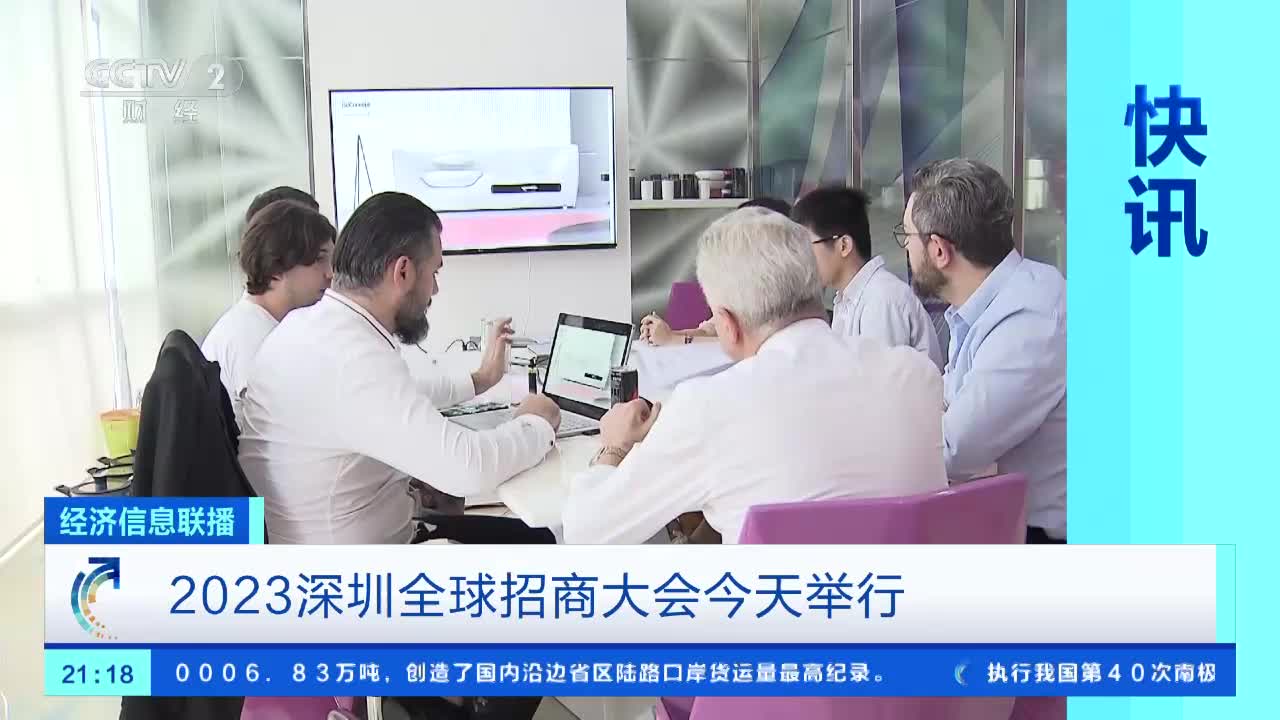 CCTV 2
财经
快讯
经济信息联播
2023深圳全球招商大会今天举行
21:18
0006.83万吨，创造了国内沿边省区陆路口岸货运量最高纪录。
执行我国第40次南极